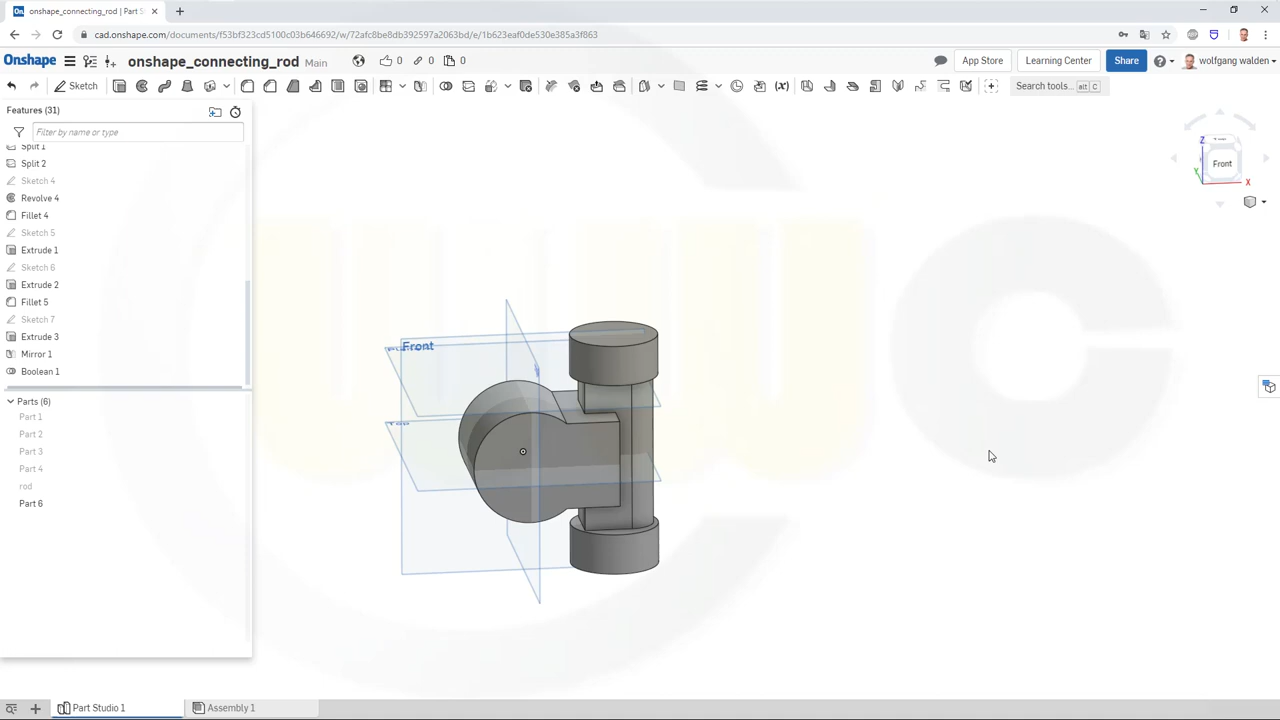 onshape_connecting_rod | Part S
cad.onshape.com/documents/f53bf323cd5100c03b646692/w/72afc8be8db392597a2063bd/e/1b623eaf0de530e385a3f868
Onshape
onshape_connecting_rod Main
0 0 0
App Store
Learning Center
Share
wolfgang walden
Sketch
(x)
Search tools... alt C
Features (31)
Filter by name or type
Split 1
Split 2
Sketch 4
Revolve 4
Fillet 4
Sketch 5
Extrude 1
Sketch 6
Extrude 2
Fillet 5
Sketch 7
Extrude 3
Mirror 1
Boolean 1
Parts (6)
Part 1
Part 2
Part 3
Part 4
rod
Part 6
Front
Top
Z
Front
Y
X
Part Studio 1
Assembly 1